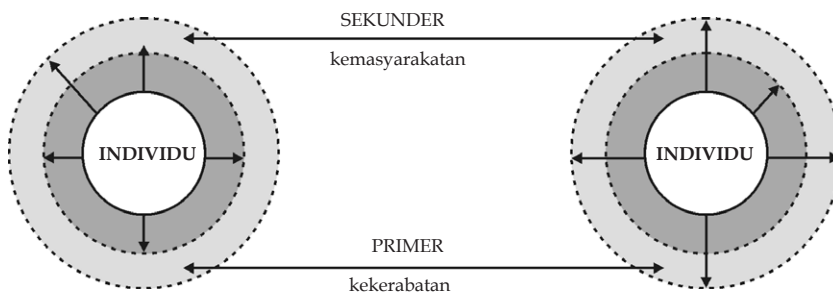 SEKUNDER
kemasyarakatan
INDIVIDU
INDIVIDU
PRIMER
kekerabatan